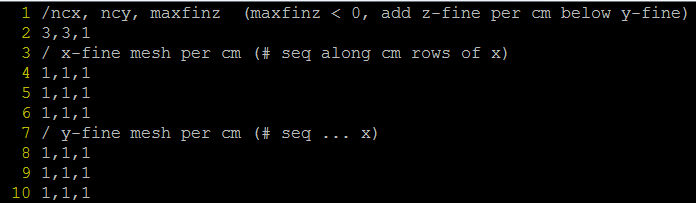 1 /ncx, ncy, maxfinz  (maxfinz < 0, add z-fine per cm below y-fine)
2 3,3,1
3 / x-fine mesh per cm (# seq along cm rows of x)
4 1,1,1
5 1,1,1
6 1,1,1
7 / y-fine mesh per cm (# seq ... x)
8 1,1,1
9 1,1,1
10 1,1,1